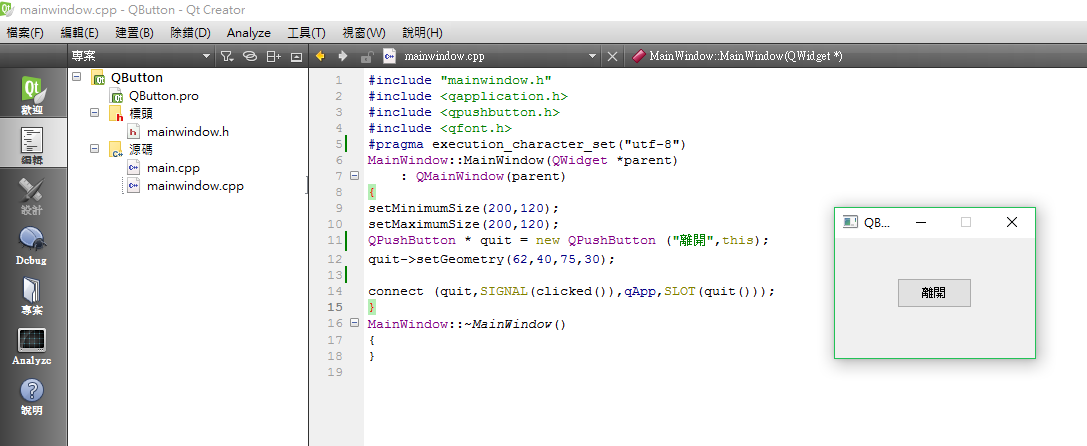 mainwindow.cpp - QButton - Qt Creator
檔案(F) 編輯(E) 建置(B) 除錯(D) Analyze 工具(T) 視窗(W) 說明(H)
專案
mainwindow.cpp
MainWindow::MainWindow(QWidget *)
Qt
歡迎
編輯
設計
Debug
專案
Analyze
說明
QButton
QButton.pro
標頭
mainwindow.h
源碼
main.cpp
mainwindow.cpp
1 #include "mainwindow.h"
2 #include <qapplication.h>
3 #include <qpushbutton.h>
4 #include <qfont.h>
5 #pragma execution_character_set("utf-8")
6 MainWindow::MainWindow(QWidget *parent)
7 : QMainWindow(parent)
8 {
9 setMinimumSize(200,120);
10 setMaximumSize(200,120);
11 QPushButton * quit = new QPushButton ("離開",this);
12 quit->setGeometry(62,40,75,30);
13
14 connect (quit,SIGNAL(clicked()),qApp,SLOT(quit()));
15 }
16 MainWindow::~MainWindow()
17 {
18 }
19
QB...
離開